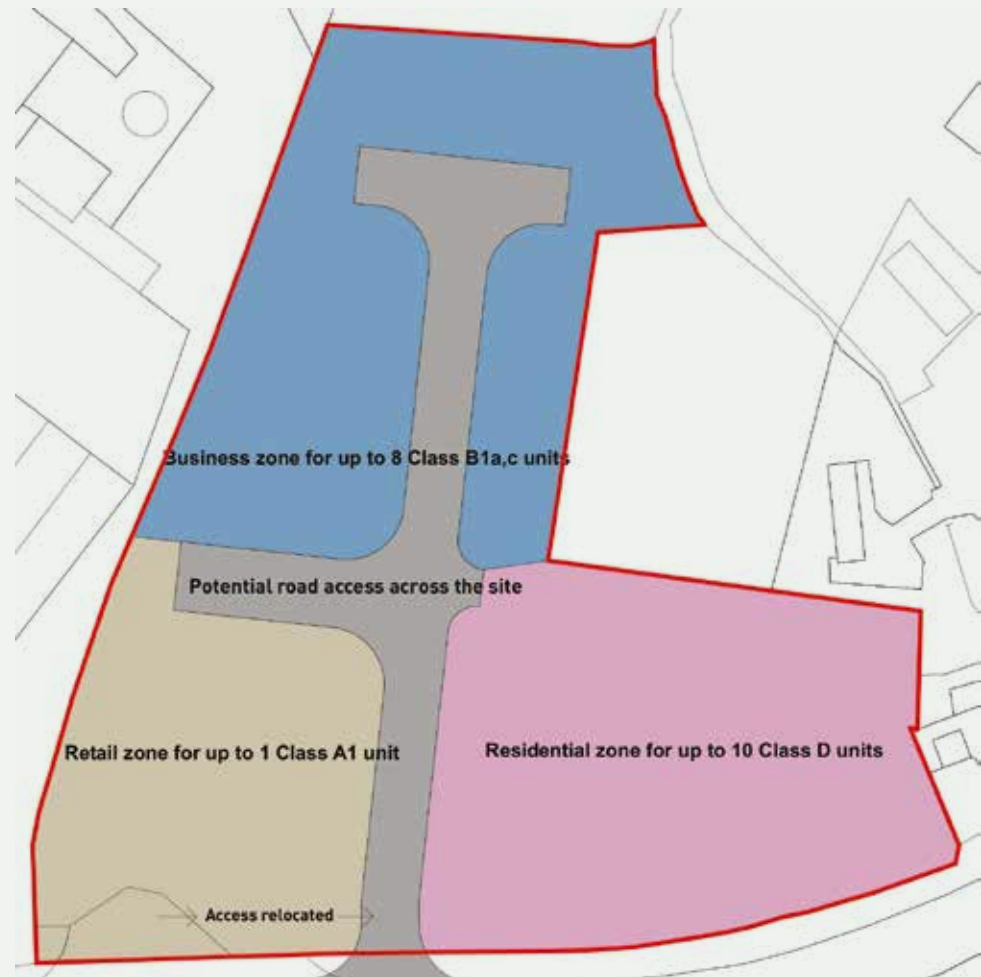 Business zone for up to 8 Class B1a,c units
Potential road access across the site
Retail zone for up to 1 Class A1 unit
Residential zone for up to 10 Class D units
Access relocated